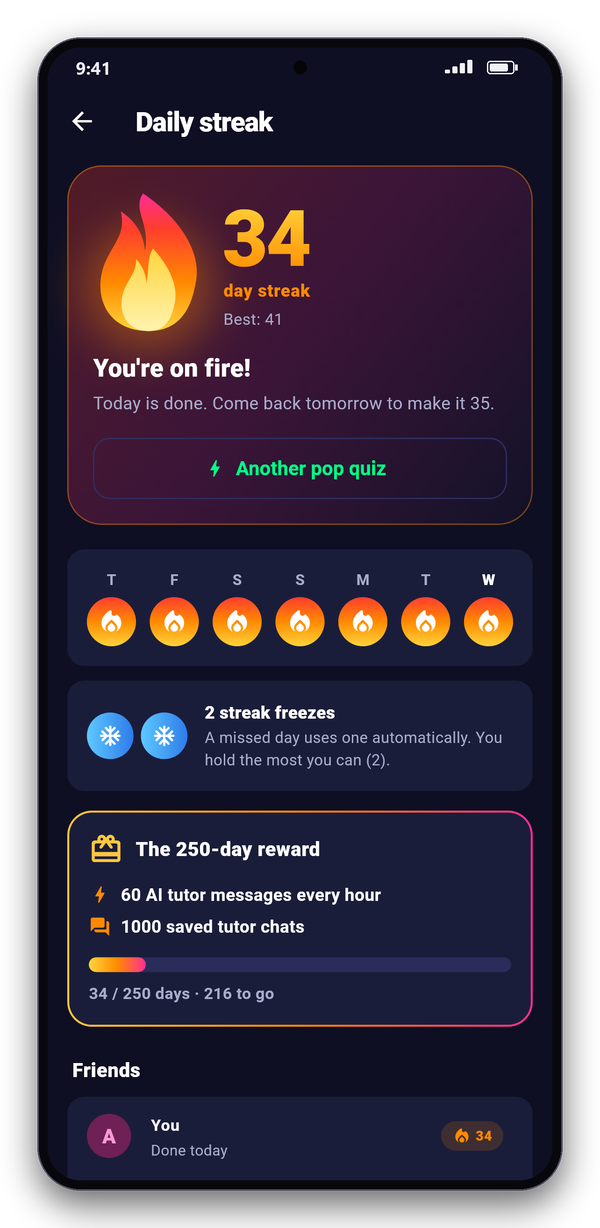 9:41
Daily streak
34
day streak
Best: 41
You're on fire!
Today is done. Come back tomorrow to make it 35.
Another pop quiz
T F S S M T W
2 streak freezes
A missed day uses one automatically. You
hold the most you can (2).
The 250-day reward
60 AI tutor messages every hour
1000 saved tutor chats
34 / 250 days · 216 to go
Friends
A
You
Done today
34